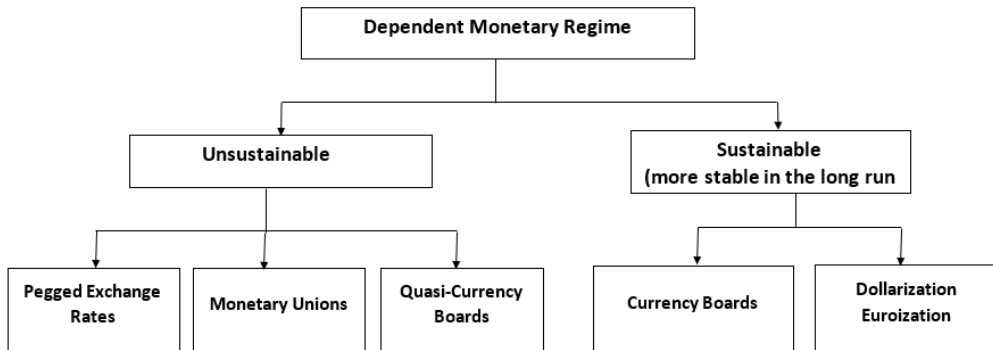 Dependent Monetary Regime
Unsustainable
Sustainable
(more stable in the long run
Pegged Exchange
Rates
Monetary Unions
Quasi-Currency
Boards
Currency Boards
Dollarization
Euroization